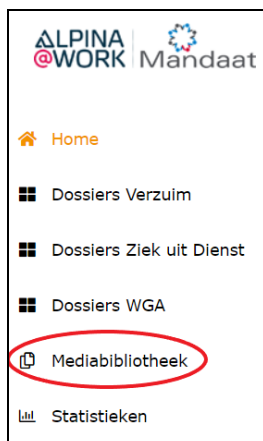 ALPINA
@WORK Mandaat
Home
Dossiers Verzuim
Dossiers Ziek uit Dienst
Dossiers WGA
Mediabibliotheek
Statistieken